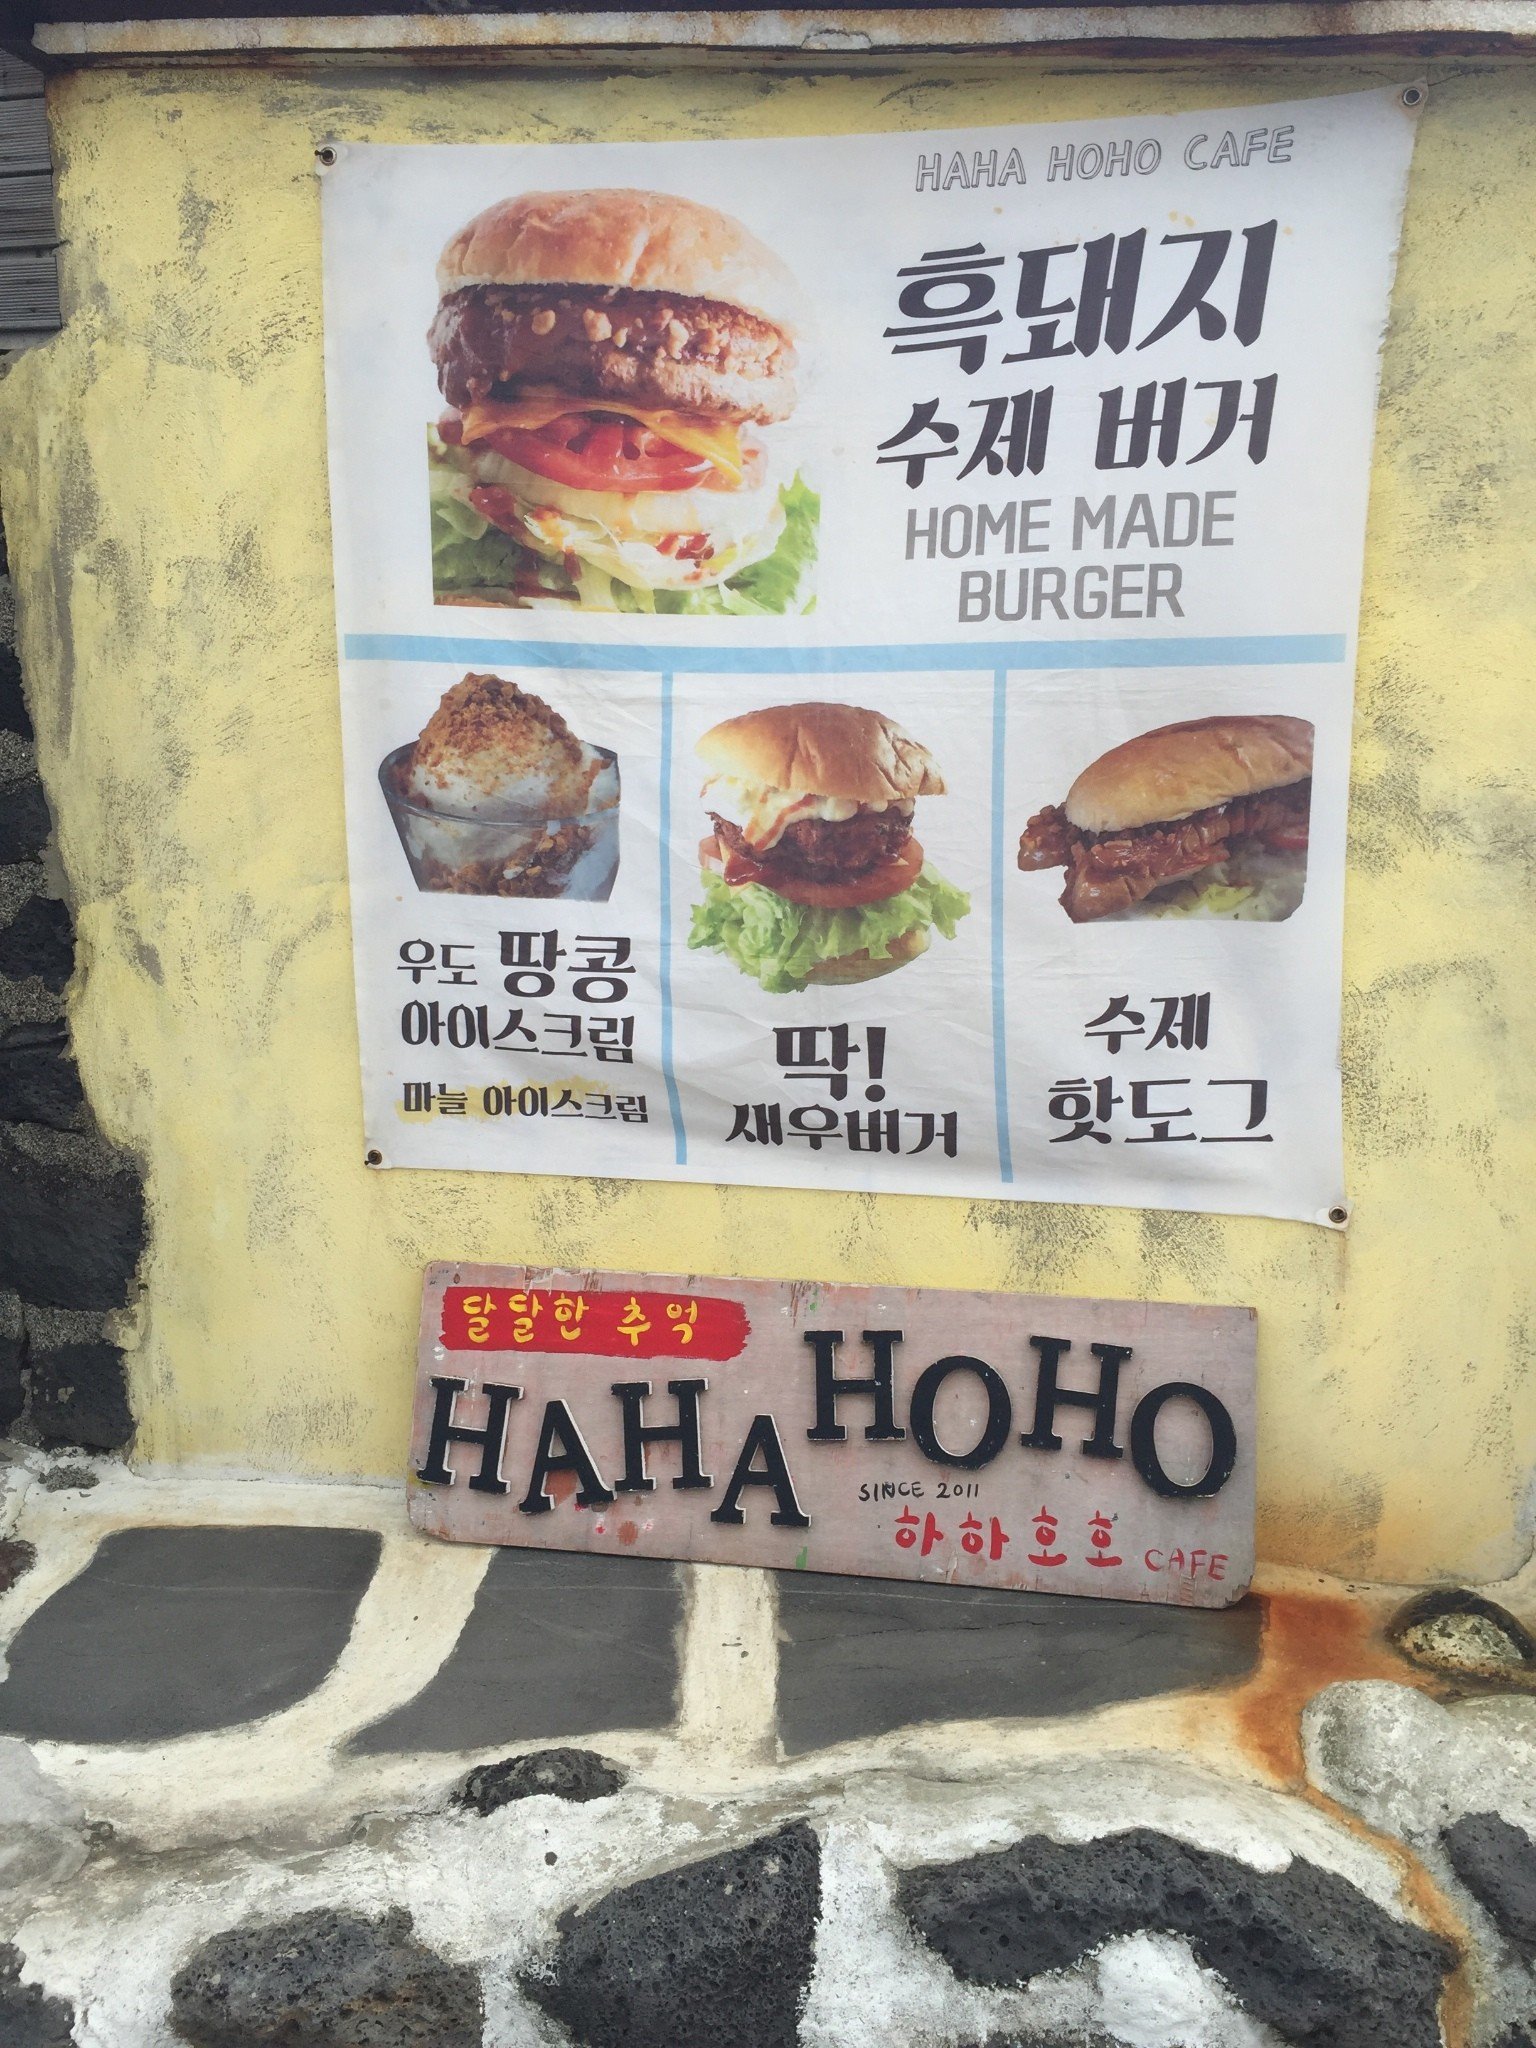 HAHA HOHO CAFE
흑돼지
수제 버거
HOME MADE
BURGER
우도 땅콩
아이스크림
마늘 아이스크림
딱!
새우버거
수제
핫도그
달달한 추억
HAHA HOHO
SINCE 2011
하하호호 CAFE